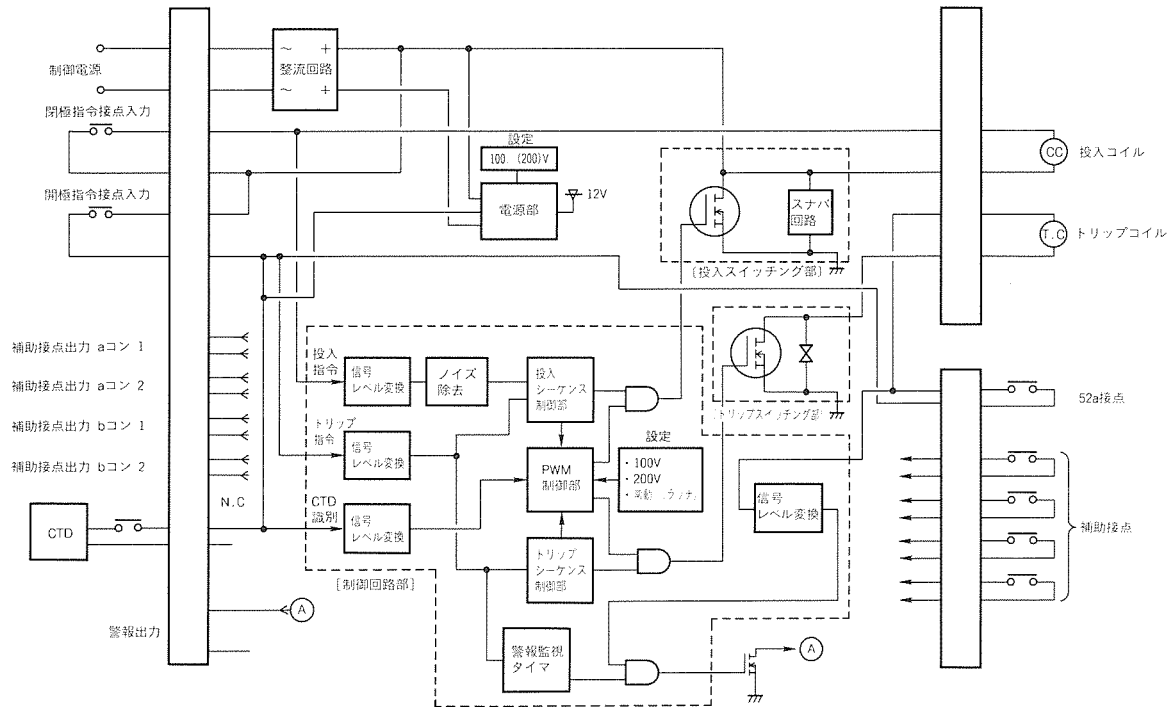 制御電源
閉極指令接点入力
開極指令接点入力
補助接点出力 aコン 1
補助接点出力 aコン 2
補助接点出力 bコン 1
補助接点出力 bコン 2
N.C
CTD
警報出力
A
~ +
整流回路
~ +
設定
100.(200)V
電源部
12V
スナバ
回路
[投入スイッチング部]
[トリップスイッチング部]
投入
指令
信号
レベル変換
ノイズ
除去
投入
シーケンス
制御部
トリップ
指令
信号
レベル変換
PWM
制御部
設定
・100V
・200V
CTD
識別
信号
レベル変換
トリップ
シーケンス
制御部
[制御回路部]
警報監視
タイマ
信号
レベル変換
A
CC
投入コイル
T.C
トリップコイル
52a接点
補助接点